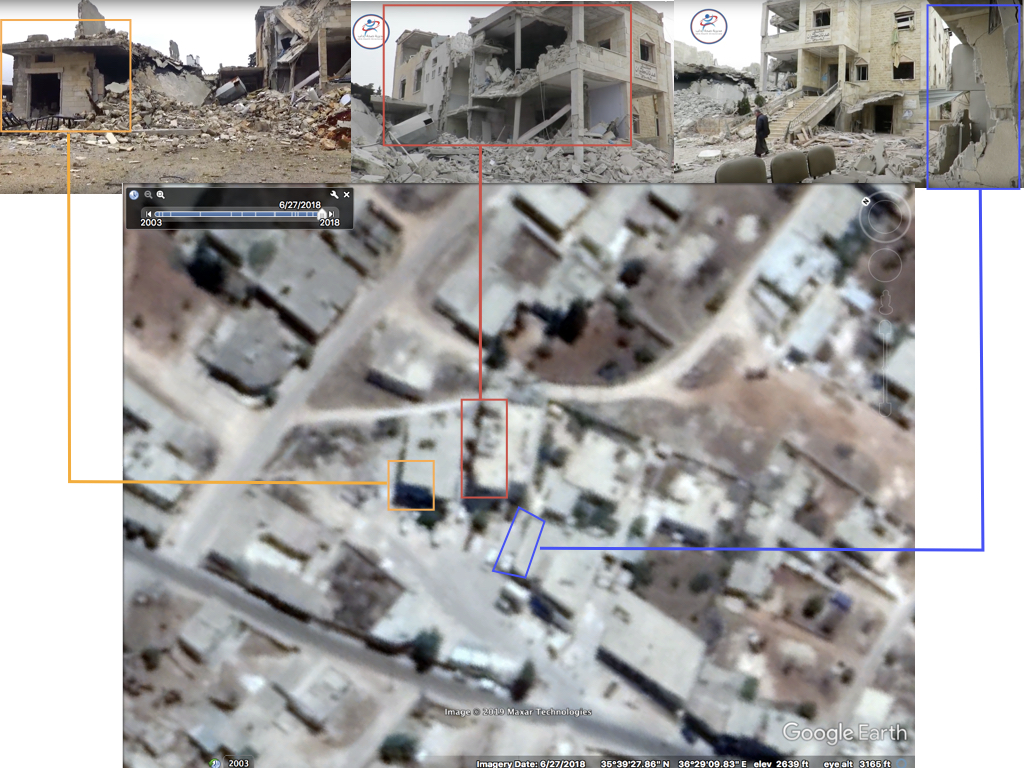 6/27/2018
2003
2018
Image © 2019 Maxar Technologies
Google Earth
2003
Imagery Date: 6/27/2018 35°39'27.86" N 36°29'09.83" E elev 2639 ft eye alt 3165 ft